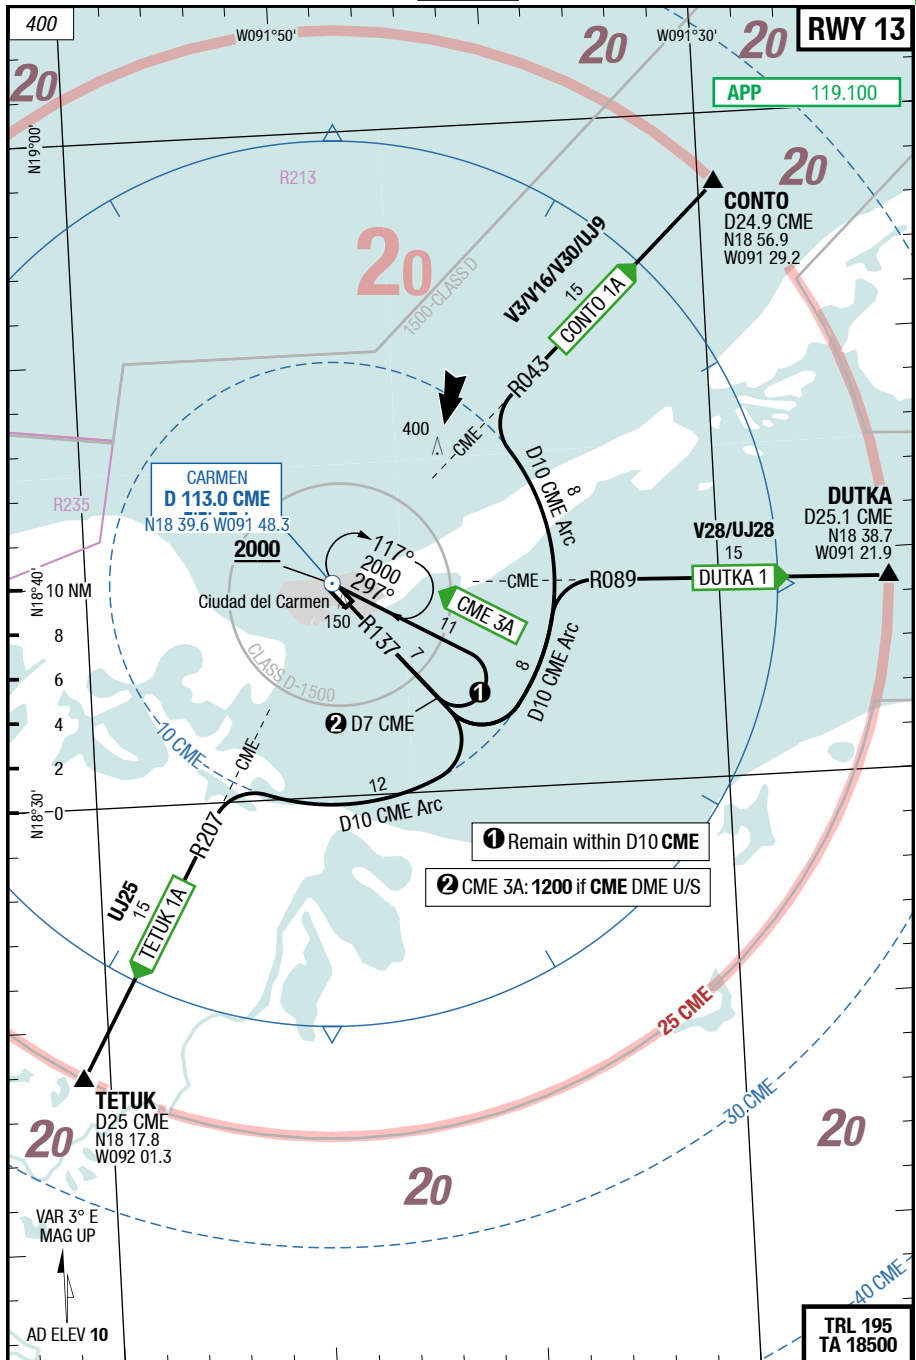 400
W091°50'
20
W091°30'
20
RWY 13
20
APP 119.100
N19°00'
R213
20
CONTO
D24.9 CME
N18 56.9
W091 29.2
20
1500-CLASS D
V3/V16/V30/UJ9
15
CONTO 1A
R043
400
CME
D10 CME Arc
8
R235
CARMEN
D 113.0 CME
N18 39.6 W091 48.3
2000
117°
2000
297°
DUTKA
D25.1 CME
N18 38.7
W091 21.9
V28/UJ28
15
DUTKA 1
R089
CME
N18°40'
10 NM
8
6
4
2
0
Ciudad del Carmen
150
CME 3A
11
R137
7
8
D10 CME Arc
CLASS D-1500
1
2 D7 CME
10 CME
CME
12
D10 CME Arc
N18°30'
R207
1 Remain within D10 CME
2 CME 3A: 1200 if CME DME U/S
UJ25
15
TETUK 1A
25 CME
TETUK
D25 CME
N18 17.8
W092 01.3
20
30 CME
20
20
VAR 3° E
MAG UP
AD ELEV 10
40 CME
TRL 195
TA 18500